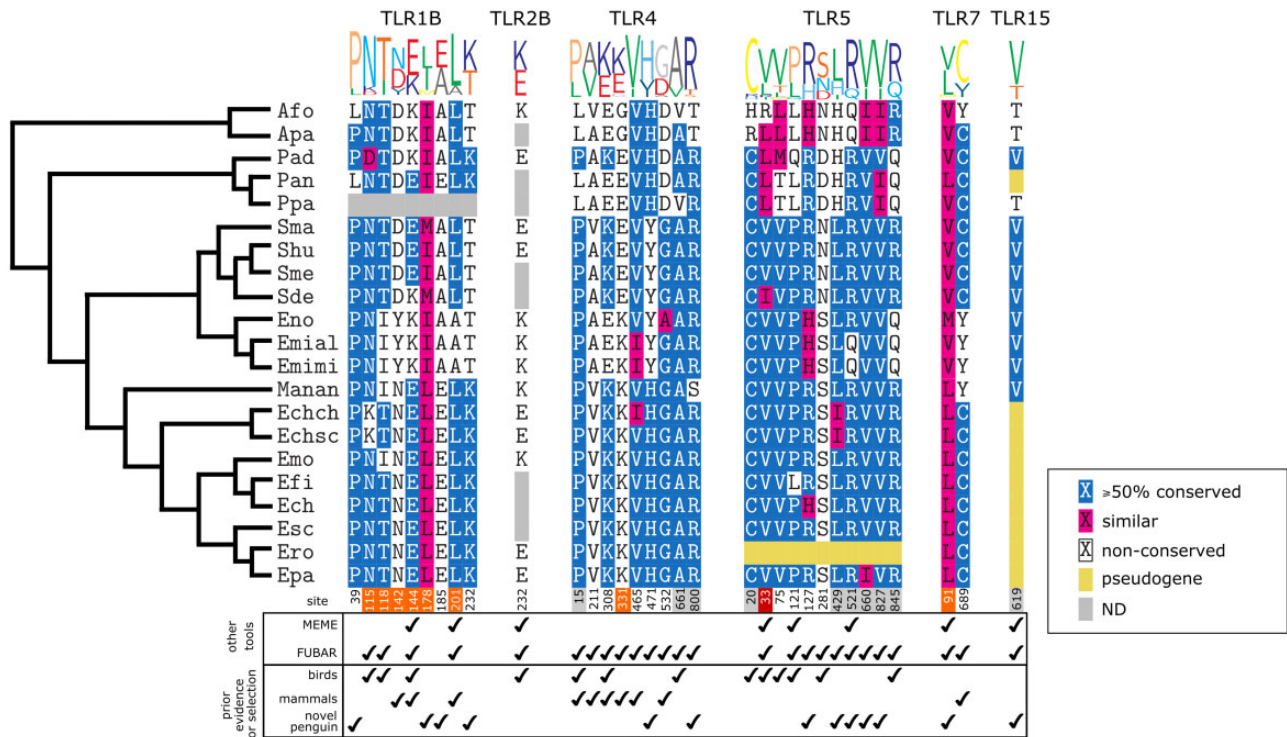 TLR1B TLR2B TLR4 TLR5 TLR7 TLR15
Afo LNTDKIALT K LVEGVHDVT HRLLHNHQIIR VY T
Apa PNTDKIALT LAEGVHDAT RLLLHNHQIIR VC T
Pad PDTDKIALK E PAKEVHDAR CLMQRDHRVVQ VC V
Pan LNTDEIELK LAEEVHDAR CLTLRDHRVIQ LC
Ppa LAEEVHDVR CLTLRDHRVIQ LC T
Sma PNTDEMALT E PVKEVYGAR CVVPRNLRVVR VC V
Shu PNTDEIALT E PAKEVYGAR CVVPRNLRVVR VC V
Sme PNTDEIALT PAKEVYGAR CVVPRNLRVVR VC V
Sde PNTDKMALT PAKEVYGAR CIVPRNLRVVR VC V
Eno PNIYKIAAT K PAEKVYAAR CVVPHSLRVVQ MY V
Emial PNIYKIAAT K PAEKIYGAR CVVPHSLQVVQ VY V
Emimi PNIYKIAAT K PAEKIYGAR CVVPHSLQVVQ VY V
Manan PNINELELK K PVKKVHGAS CVVPRSLRVVR LY V
Echch PKTNELELK E PVKKIHGAR CVVPRSIRVVR LC
Echsc PKTNELELK E PVKKVHGAR CVVPRSIRVVR LC
Emo PNINELELK K PVKKVHGAR CVVPRSLRVVR LC
Efi PNTNELELK PVKKVHGAR CVVLRSLRVVR LC
Ech PNTNELELK PVKKVHGAR CVVPHSLRVVR LC
Esc PNTNELELK PVKKVHGAR CVVPRSLRVVR LC
Ero PNTNELELK E PVKKVHGAR LC
Epa PNTNELELK E PVKKVHGAR CVVPRSLRIVR LC
site 39 115 118 142 144 178 185 201 232 232 15 211 308 331 465 471 532 661 800 20 33 75 121 127 281 429 521 660 827 845 91 689 619
other tools
MEME
FUBAR
prior evidence or selection
birds
mammals
novel penguin
X ≥50% conserved
X similar
X non-conserved
pseudogene
ND